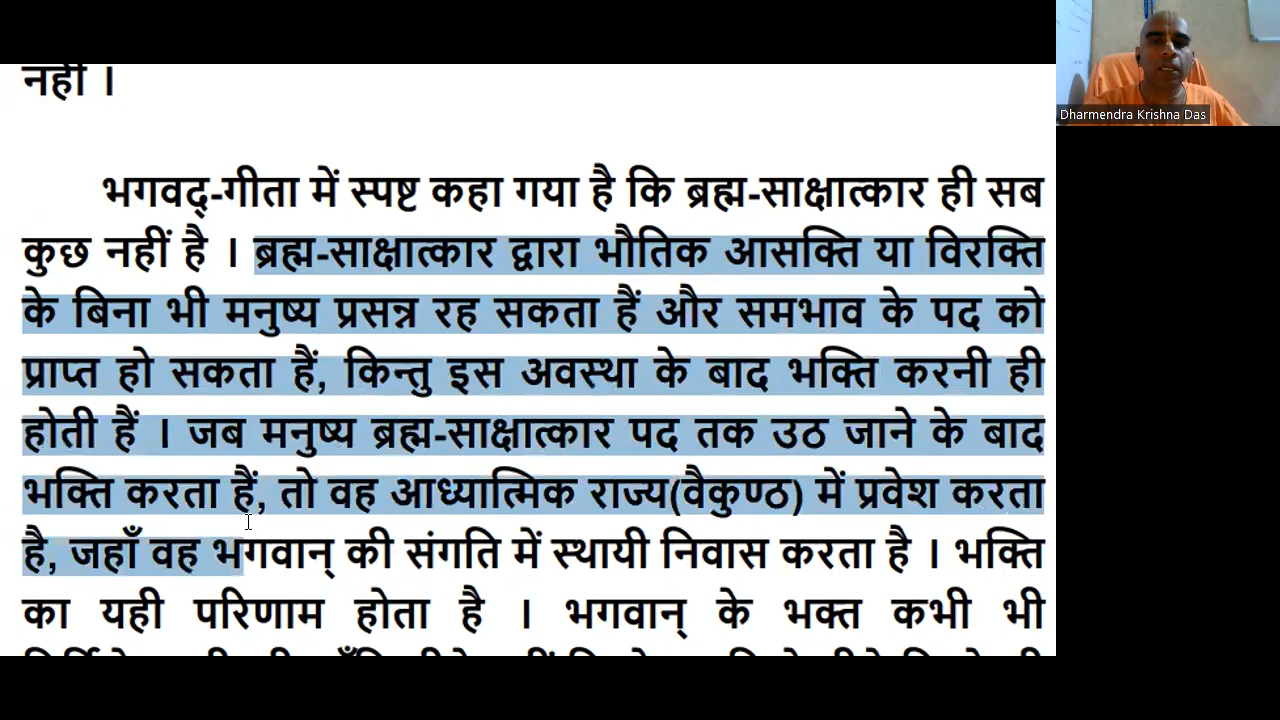 नहीं ।
Dharmendra Krishna Das
भगवद्-गीता में स्पष्ट कहा गया है कि ब्रह्म-साक्षात्कार ही सब
कुछ नहीं है । ब्रह्म-साक्षात्कार द्वारा भौतिक आसक्ति या विरक्ति
के बिना भी मनुष्य प्रसन्न रह सकता हैं और समभाव के पद को
प्राप्त हो सकता हैं, किन्तु इस अवस्था के बाद भक्ति करनी ही
होती हैं । जब मनुष्य ब्रह्म-साक्षात्कार पद तक उठ जाने के बाद
भक्ति करता हैं, तो वह आध्यात्मिक राज्य(वैकुण्ठ) में प्रवेश करता
है, जहाँ वह भगवान् की संगति में स्थायी निवास करता है । भक्ति
का यही परिणाम होता है । भगवान् के भक्त कभी भी